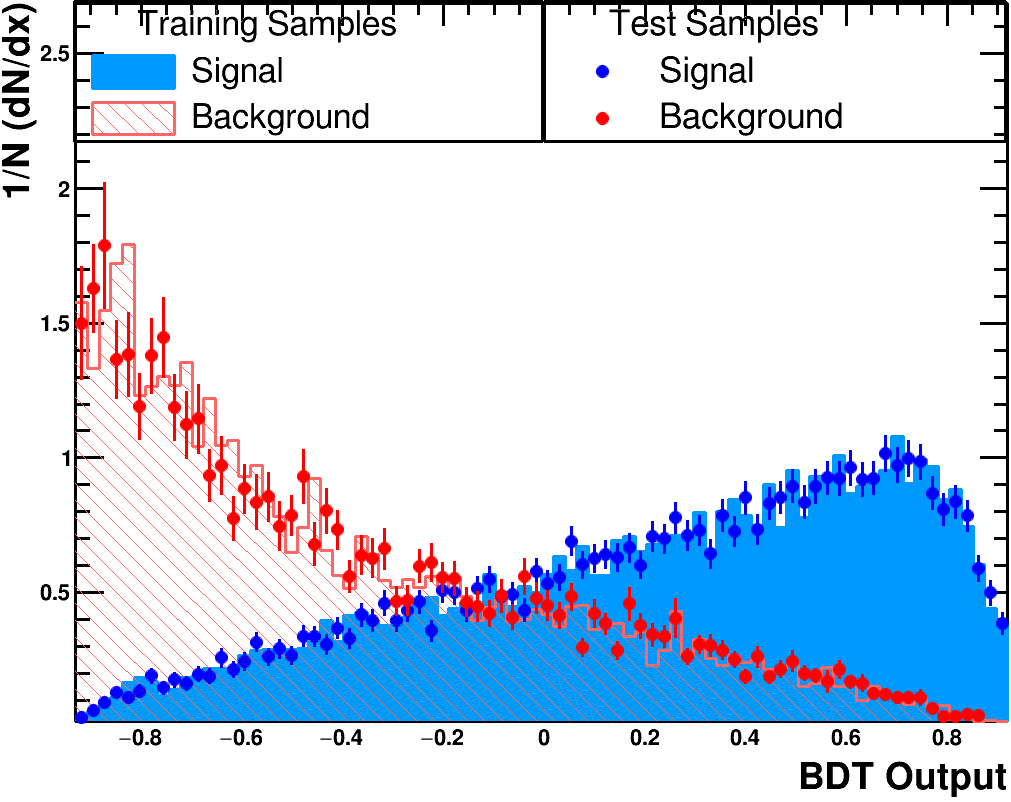 1/N (dN/dx)
Training Samples
Signal
Background
Test Samples
Signal
Background
2.5
2
1.5
1
0.5
−0.8 −0.6 −0.4 −0.2 0 0.2 0.4 0.6 0.8
BDT Output